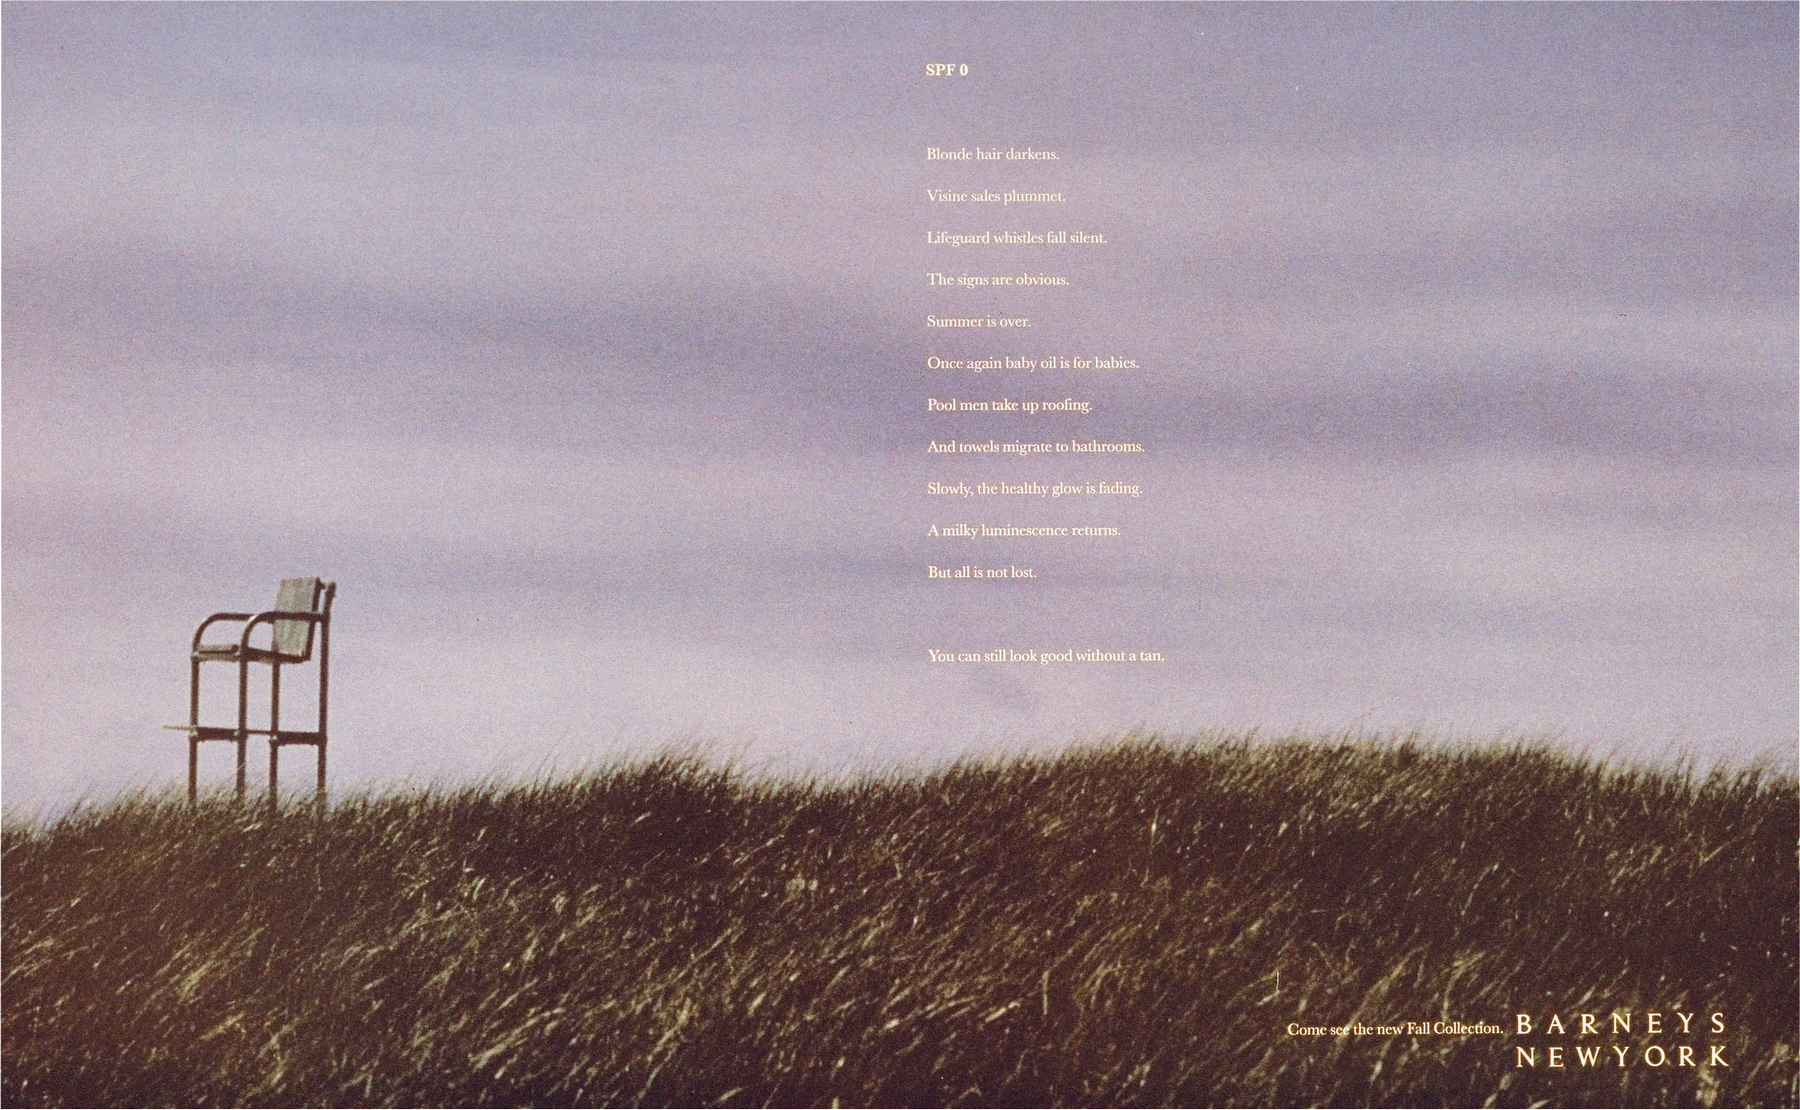 SPF 0
Blonde hair darkens.
Visine sales plummet.
Lifeguard whistles fall silent.
The signs are obvious.
Summer is over.
Once again baby oil is for babies.
Pool men take up roofing.
And towels migrate to bathrooms.
Slowly, the healthy glow is fading.
A milky luminescence returns.
But all is not lost.
You can still look good without a tan.
Come see the new Fall Collection.
BARNEYS
NEWYORK